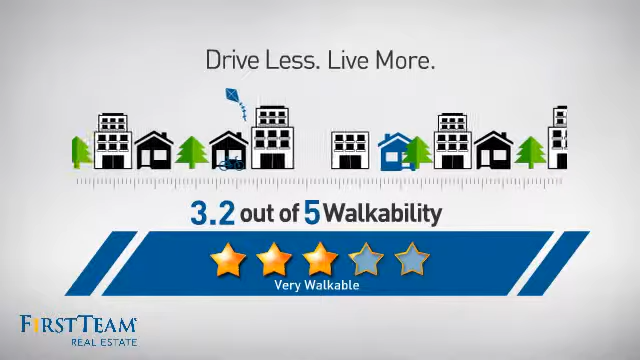 Drive Less. Live More.
3.2 out of 5 Walkability
Very Walkable
FIRSTTEAM®
REAL ESTATE